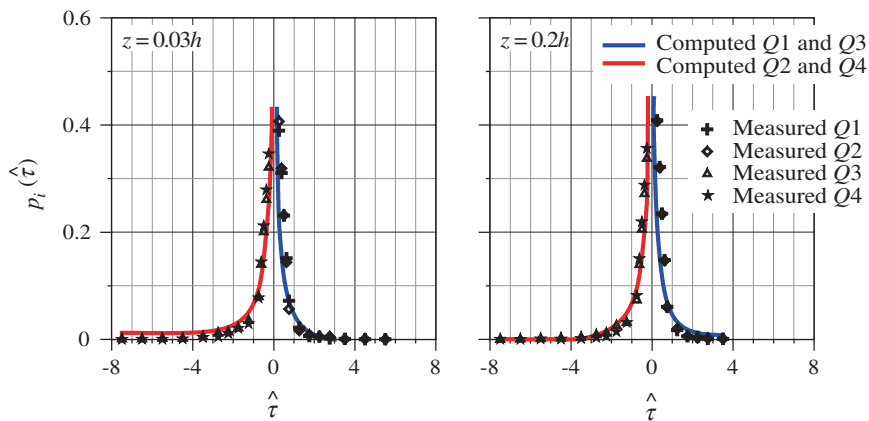 0.6
z = 0.03h
z = 0.2h
Computed Q1 and Q3
Computed Q2 and Q4
0.4
Measured Q1
Measured Q2
Measured Q3
Measured Q4
p_i(τ̂)
0.2
0
-8 -4 0 4 8
-8 -4 0 4 8
τ̂
τ̂